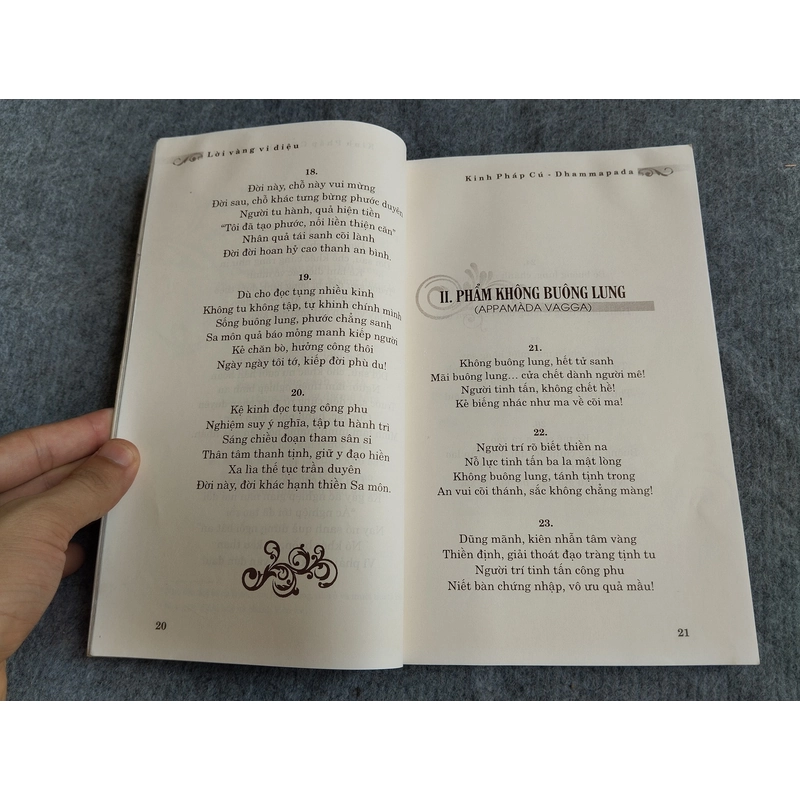 Lời vàng vi diệu
18.
Đời này, chỗ này vui mừng
Đời sau, chỗ khác tưng bừng phước duyên
Người tu hành, quả hiện tiền
“Tôi đã tạo phước, nối liền thiện căn”
Nhân quả tái sanh cõi lành
Đời đời hoan hỷ cao thanh an bình.
19.
Dù cho đọc tụng nhiều kinh
Không tu không tập, tự khinh chính mình
Sống buông lung, phước chẳng sanh
Sa môn quả báo mỏng manh kiếp người
Kẻ chăn bò, hưởng công thôi
Ngày ngày tôi tớ, kiếp đời phù du!
20.
Kệ kinh đọc tụng công phu
Nghiệm suy ý nghĩa, tập tu hành trì
Sáng chiều đoạn tham sân si
Thân tâm thanh tịnh, giữ y đạo hiền
Xa lìa thế tục trần duyên
Đời này, đời khác hạnh thiền Sa môn.
20
Kinh Pháp Cú - Dhammapada
II. PHẨM KHÔNG BUÔNG LUNG
(APPAMĀDA VAGGA)
21.
Không buông lung, hết tử sanh
Mãi buông lung... cửa chết dành người mê!
Người tinh tấn, không chết hề!
Kẻ biếng nhác như ma về cõi ma!
22.
Người trí rõ biết thiền na
Nỗ lực tinh tấn ba la mật lòng
Không buông lung, tánh tịnh trong
An vui cõi thánh, sắc không chẳng màng!
23.
Dũng mãnh, kiên nhẫn tâm vàng
Thiền định, giải thoát đạo tràng tịnh tu
Người trí tinh tấn công phu
Niết bàn chứng nhập, vô ưu quả mầu!
21